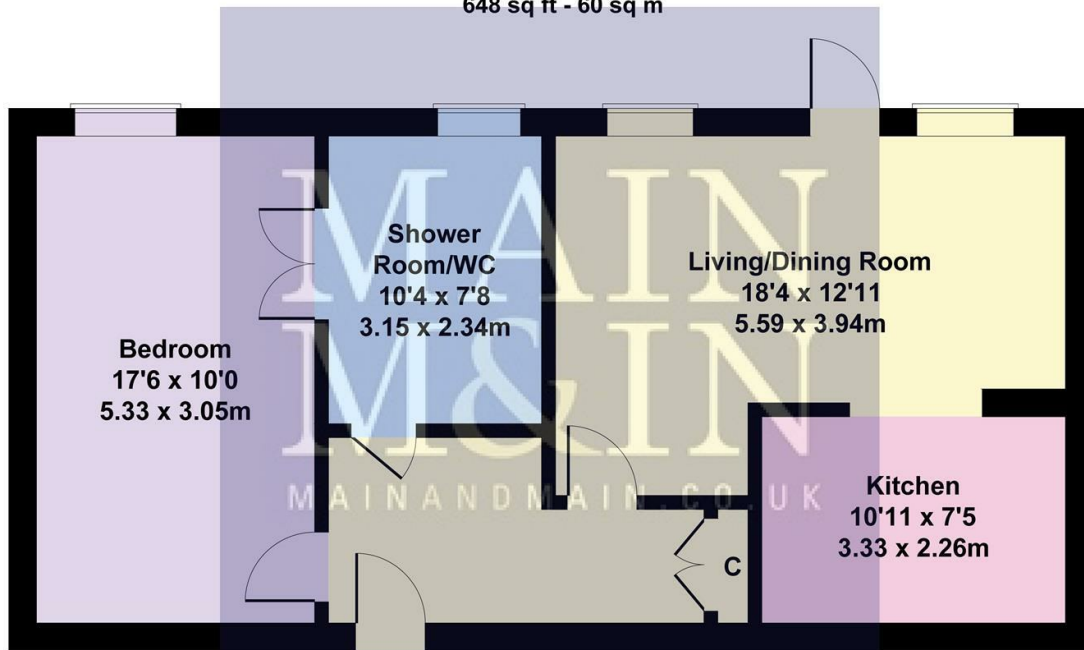 648 sq ft - 60 sq m
MAIN
M&IN
MAINANDMAIN.CO.UK
Shower
Room/WC
10'4 x 7'8
3.15 x 2.34m
Living/Dining Room
18'4 x 12'11
5.59 x 3.94m
Bedroom
17'6 x 10'0
5.33 x 3.05m
Kitchen
10'11 x 7'5
3.33 x 2.26m
C